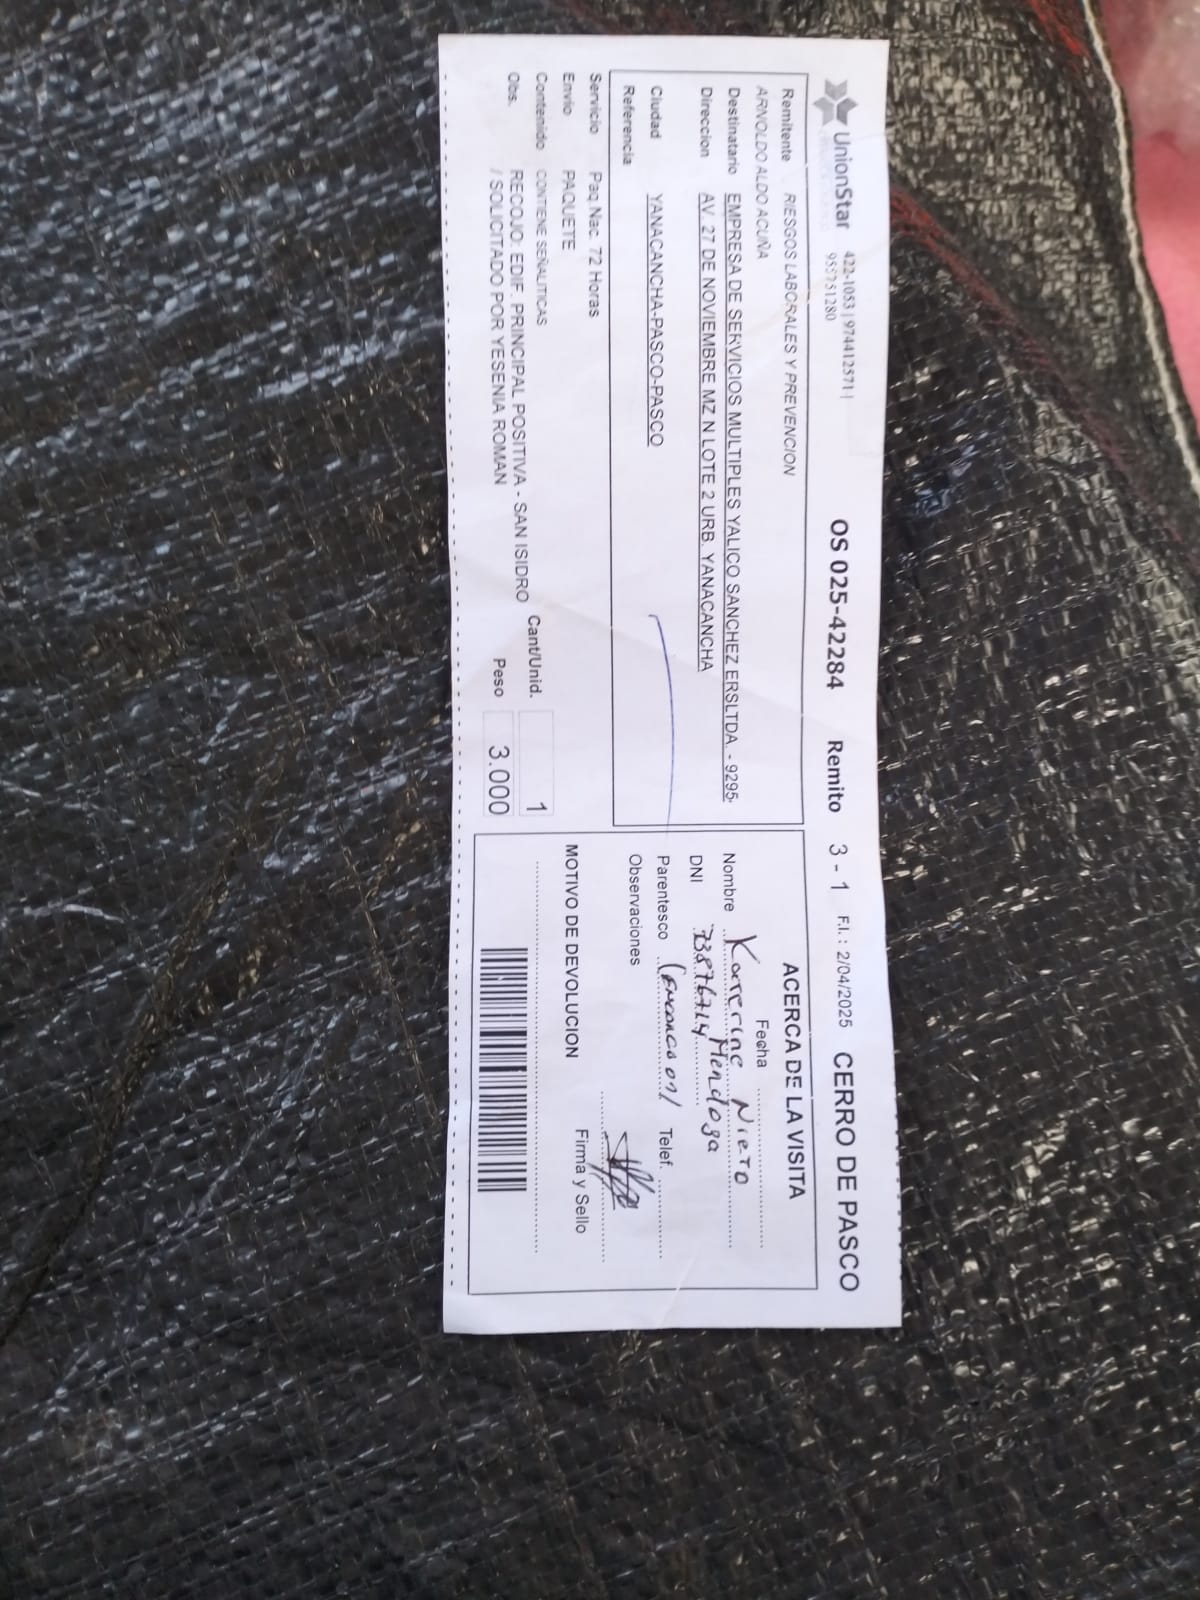 UnionStar 422-1053 | 974412571 |
955751280
OS 025-42284 Remito 3 - 1 F.I. : 2/04/2025 CERRO DE PASCO
Remitente RIESGOS LABORALES Y PREVENCION
ARNOLDO ALDO ACUÑA
Destinatario EMPRESA DE SERVICIOS MULTIPLES YALICO SANCHEZ ERSLTDA. - 9295-
Direccion AV. 27 DE NOVIEMBRE MZ N LOTE 2 URB. YANACANCHA
Ciudad YANACANCHA-PASCO-PASCO
Referencia
Servicio Paq.Nac. 72 Horas
Envio PAQUETE
Contenido CONTIENE SEÑALITICAS
Cant/Unid. 1
Obs. RECOJO: EDIF. PRINCIPAL POSITIVA - SAN ISIDRO
/ SOLICITADO POR YESENIA ROMAN
Peso 3.000
ACERCA DE LA VISITA
Fecha
Nombre Katerine Nieto
Mendoza
DNI 73876714
Parentesco Telef.
Observaciones
Firma y Sello
MOTIVO DE DEVOLUCION